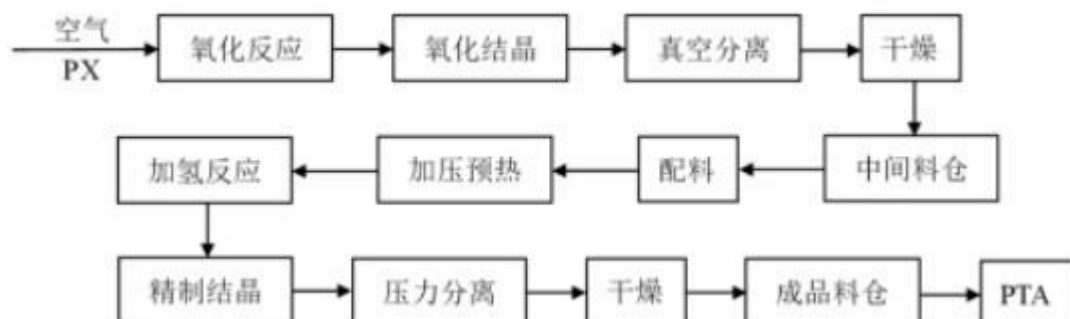 空气
PX
氧化反应
氧化结晶
真空分离
干燥
中间料仓
配料
加压预热
加氢反应
精制结晶
压力分离
干燥
成品料仓
PTA